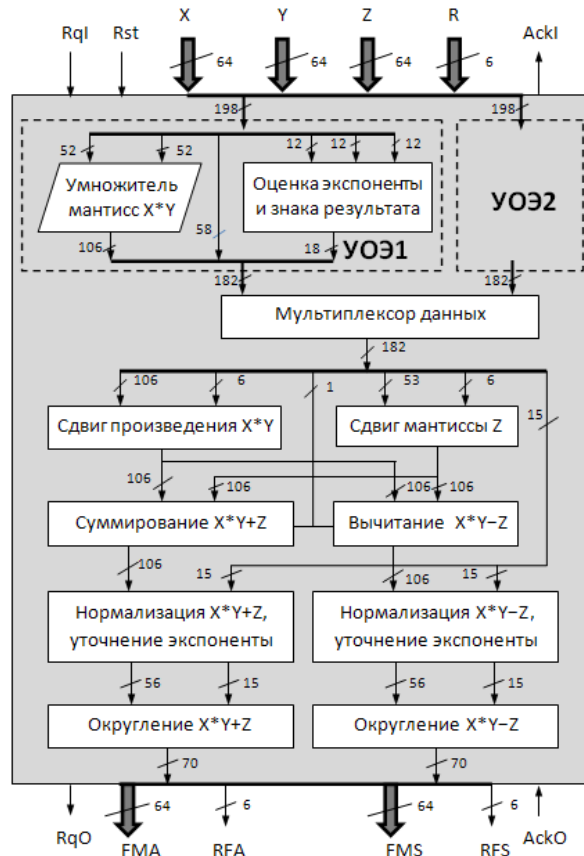 X Y Z R
RqI Rst AckI
64 64 64 6
198 198
52 52 12 12 12
Умножитель
мантисс X*Y
Оценка экспоненты
и знака результата
УОЭ2
106 58 18 УОЭ1
182 182
Мультиплексор данных
182
106 6 1 53 6 15
Сдвиг произведения X*Y
Сдвиг мантиссы Z
106 106 106 106
Суммирование X*Y+Z
Вычитание X*Y−Z
106 15 106 15
Нормализация X*Y+Z,
уточнение экспоненты
Нормализация X*Y−Z,
уточнение экспоненты
56 15 56 15
Округление X*Y+Z
Округление X*Y−Z
70 70
64 6 64 6
RqO AckO
FMA RFA FMS RFS